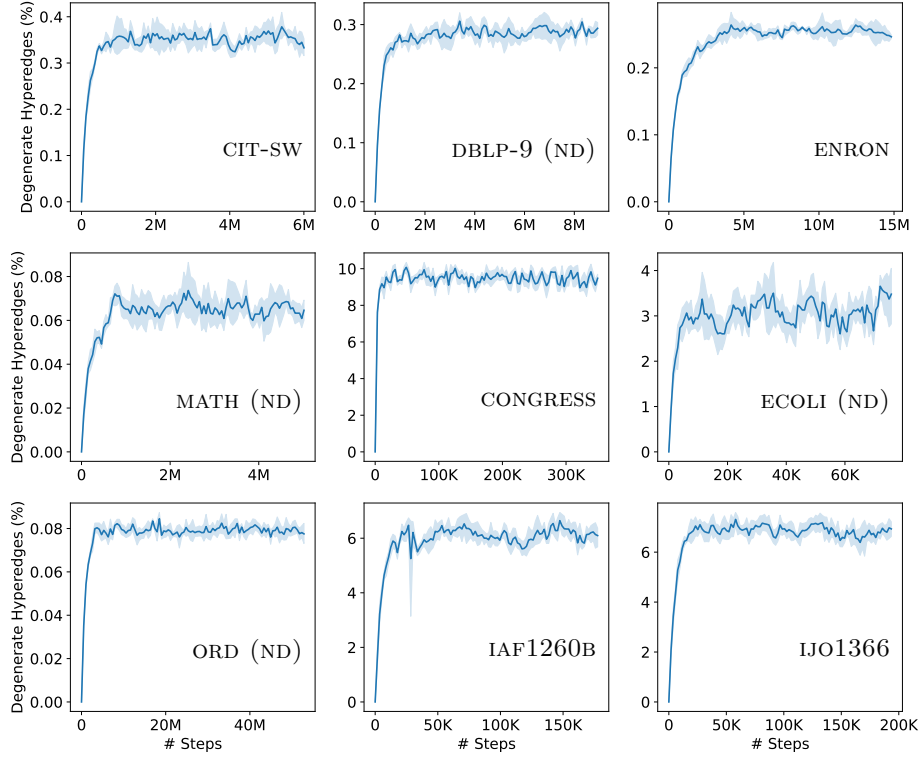 Degenerate Hyperedges (%)
0.4
0.3
0.2
0.1
0.0
0
2M
4M
6M
CIT-SW
0.3
0.2
0.1
0.0
0
2M
4M
6M
8M
DBLP-9 (ND)
0.2
0.1
0.0
0
5M
10M
15M
ENRON
Degenerate Hyperedges (%)
0.08
0.06
0.04
0.02
0.00
0
2M
4M
MATH (ND)
10
8
6
4
2
0
0
100K
200K
300K
CONGRESS
4
3
2
1
0
0
20K
40K
60K
ECOLI (ND)
Degenerate Hyperedges (%)
0.08
0.06
0.04
0.02
0.00
0
20M
40M
# Steps
ORD (ND)
6
4
2
0
0
50K
100K
150K
# Steps
IAF1260B
6
4
2
0
0
50K
100K
150K
200K
# Steps
IJO1366